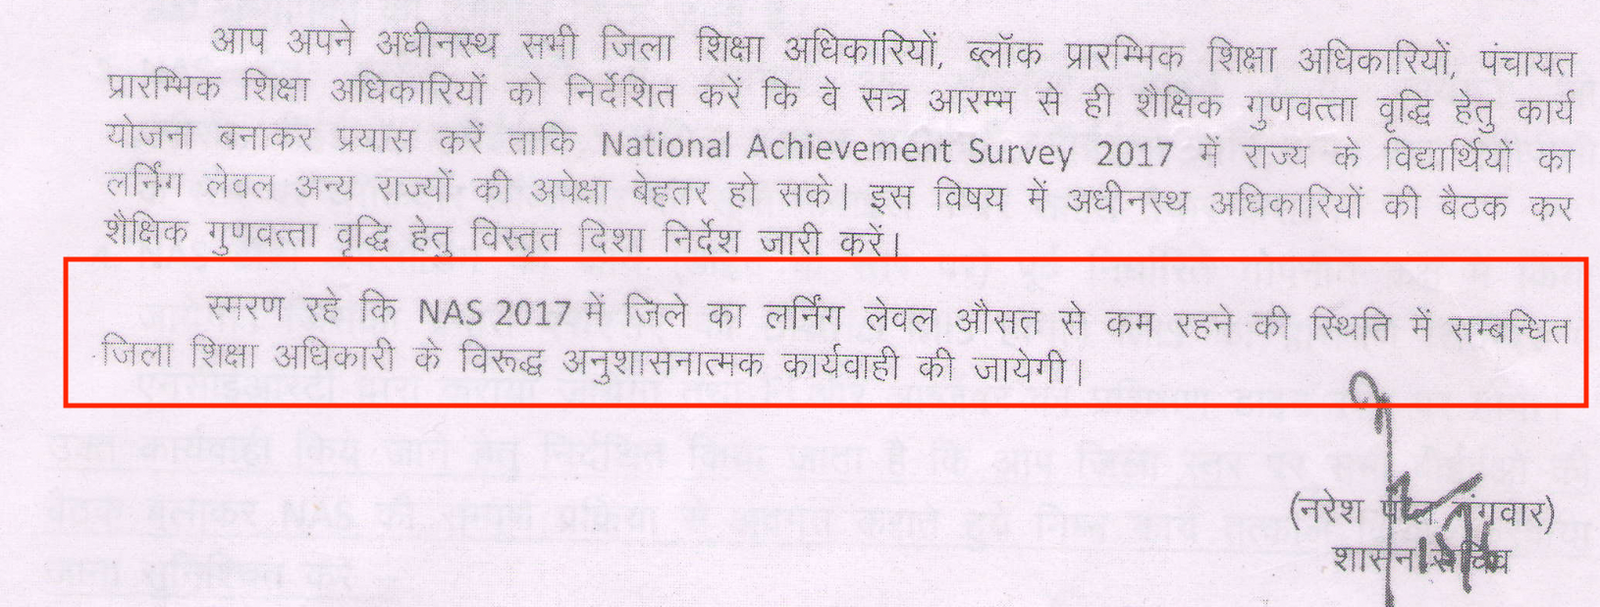 आप अपने अधीनस्थ सभी जिला शिक्षा अधिकारियों, ब्लॉक प्रारम्भिक शिक्षा अधिकारियों, पंचायत
प्रारम्भिक शिक्षा अधिकारियों को निर्देशित करें कि वे सत्र आरम्भ से ही शैक्षिक गुणवत्ता वृद्धि हेतु कार्य
योजना बनाकर प्रयास करें ताकि National Achievement Survey 2017 में राज्य के विद्यार्थियों का
लर्निंग लेवल अन्य राज्यों की अपेक्षा बेहतर हो सके। इस विषय में अधीनस्थ अधिकारियों की बैठक कर
शैक्षिक गुणवत्ता वृद्धि हेतु विस्तृत दिशा निर्देश जारी करें।
स्मरण रहे कि NAS 2017 में जिले का लर्निंग लेवल औसत से कम रहने की स्थिति में सम्बन्धित
जिला शिक्षा अधिकारी के विरूद्ध अनुशासनात्मक कार्यवाही की जायेगी।
(नरेश पाल गंगवार)
शासन सचिव